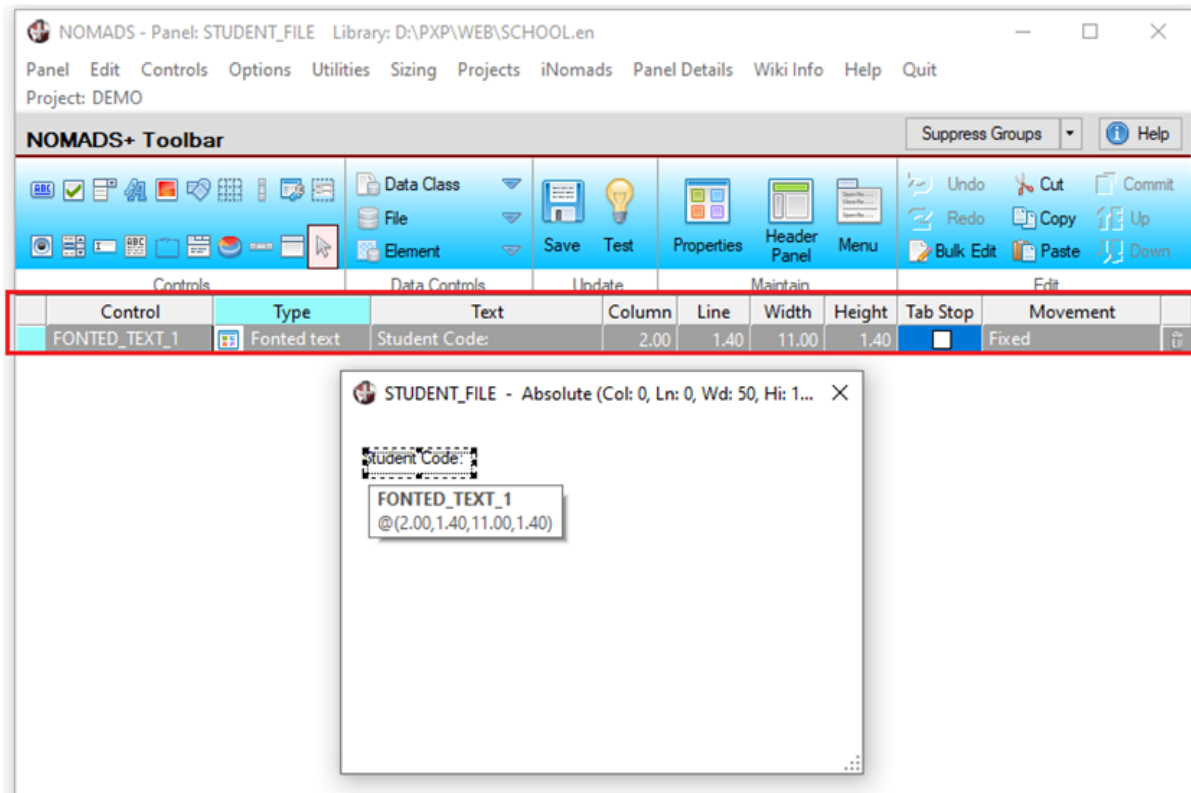 NOMADS - Panel: STUDENT_FILE Library: D:\PXP\WEB\SCHOOL.en
Panel Edit Controls Options Utilities Sizing Projects iNomads Panel Details Wiki Info Help Quit
Project: DEMO
NOMADS+ Toolbar Suppress Groups Help
Data Class Undo Cut Commit
File Redo Copy Up
Element Save Test Properties Header Panel Menu Bulk Edit Paste Down
Controls Data Controls Update Maintain Edit
Control Type Text Column Line Width Height Tab Stop Movement
FONTED_TEXT_1 Fonted text Student Code: 2.00 1.40 11.00 1.40 Fixed
STUDENT_FILE - Absolute (Col: 0, Ln: 0, Wd: 50, Hi: 1...
Student Code:
FONTED_TEXT_1
@(2.00,1.40,11.00,1.40)